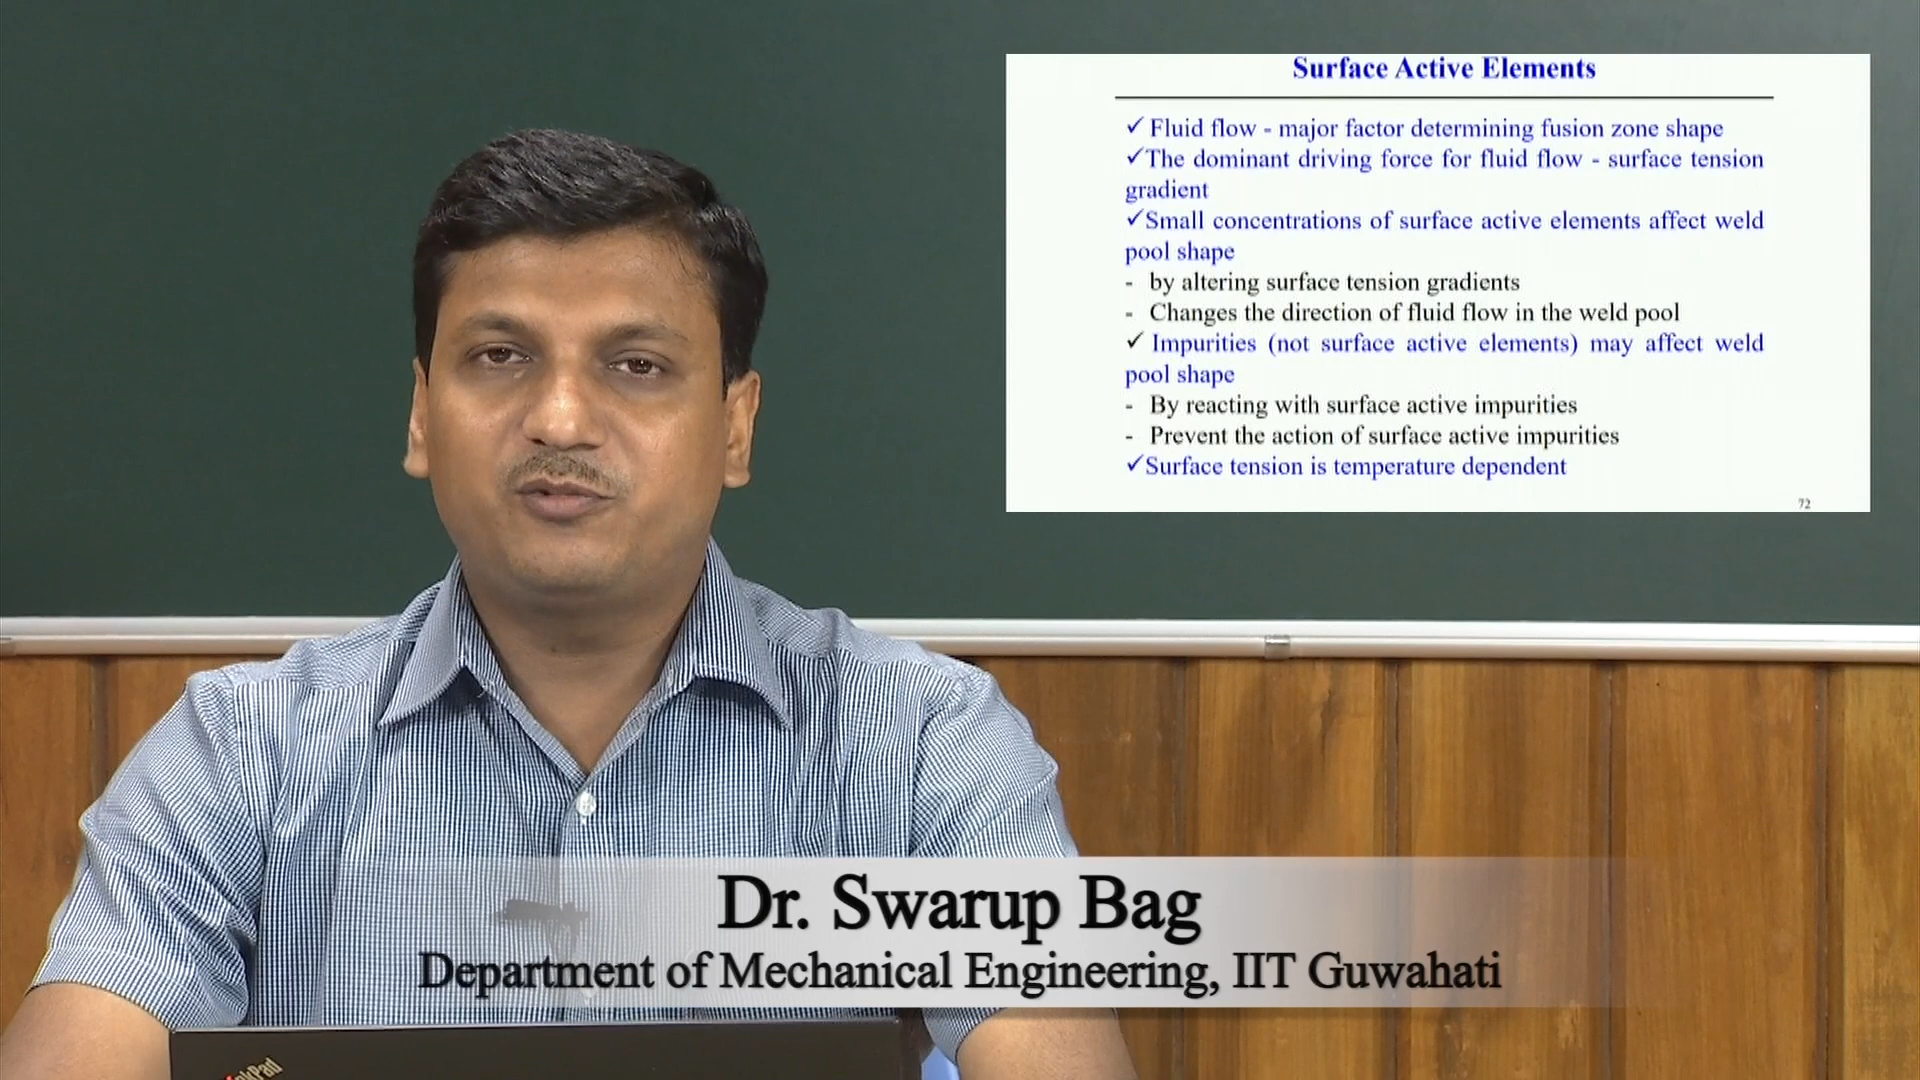 Surface Active Elements
✓ Fluid flow - major factor determining fusion zone shape
✓The dominant driving force for fluid flow - surface tension
gradient
✓Small concentrations of surface active elements affect weld
pool shape
- by altering surface tension gradients
- Changes the direction of fluid flow in the weld pool
✓ Impurities (not surface active elements) may affect weld
pool shape
- By reacting with surface active impurities
- Prevent the action of surface active impurities
✓Surface tension is temperature dependent
72
Dr. Swarup Bag
Department of Mechanical Engineering, IIT Guwahati